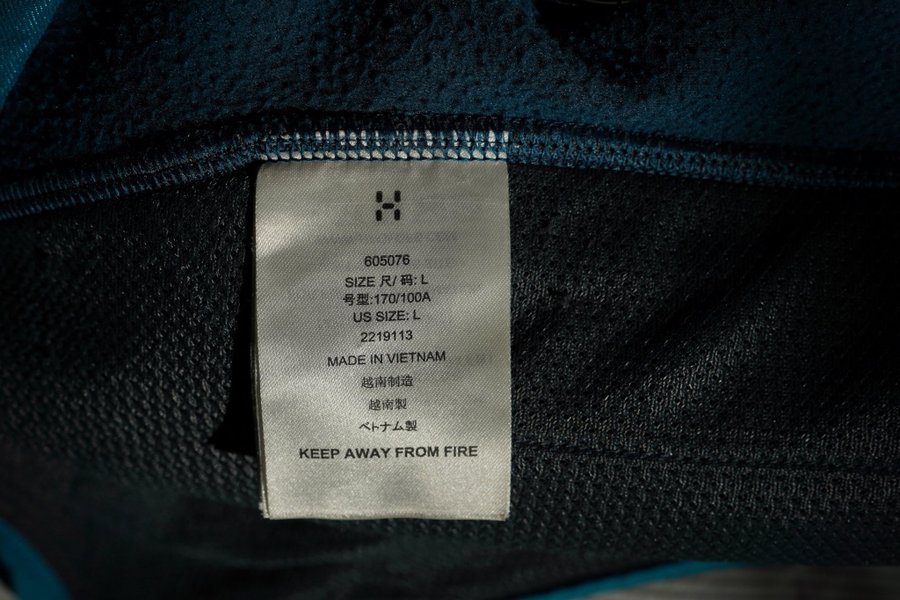 605076
SIZE 尺/ 码: L
号型:170/100A
US SIZE: L
2219113
MADE IN VIETNAM
越南制造
越南製
ベトナム製
KEEP AWAY FROM FIRE